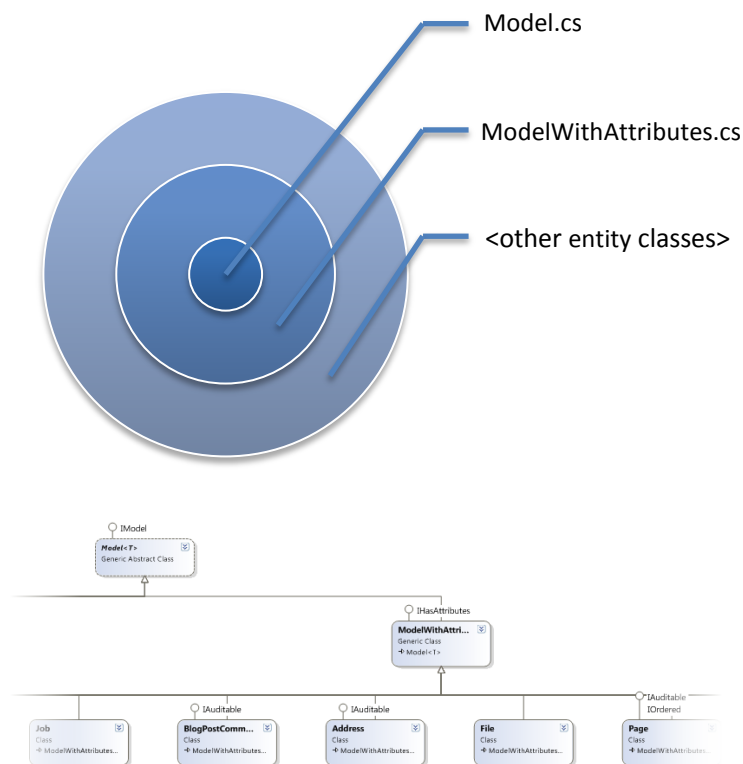 Model.cs
ModelWithAttributes.cs
<other entity classes>
IModel
Model<T>
Generic Abstract Class
IHasAttributes
ModelWithAttri...
Generic Class
Model<T>
IAuditable
IOrdered
IAuditable
IAuditable
Job
Class
ModelWithAttributes...
BlogPostComm...
Class
ModelWithAttributes...
Address
Class
ModelWithAttributes...
File
Class
ModelWithAttributes...
Page
Class
ModelWithAttributes...